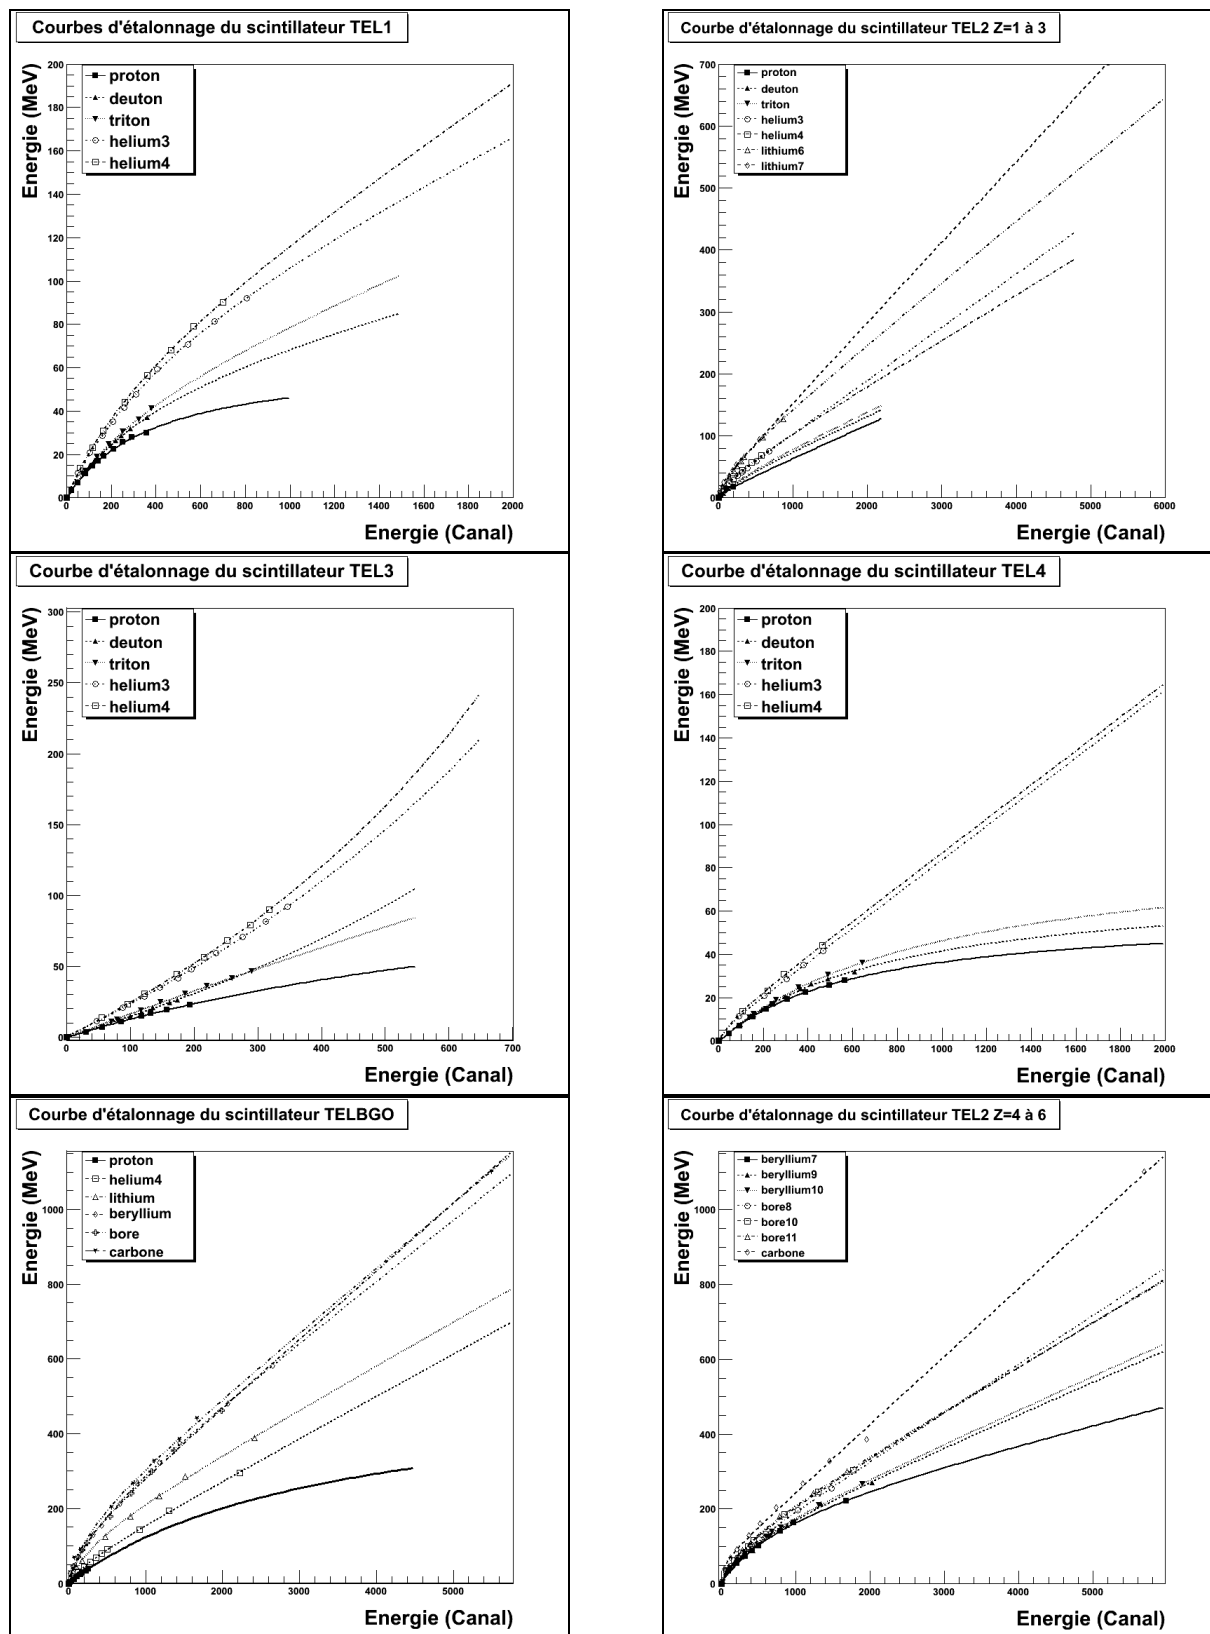 Courbes d'étalonnage du scintillateur TEL1
Energie (MeV)
200
180
160
140
120
100
80
60
40
20
0
proton
deuton
triton
helium3
helium4
0 200 400 600 800 1000 1200 1400 1600 1800 2000
Energie (Canal)
Courbe d'étalonnage du scintillateur TEL2 Z=1 à 3
Energie (MeV)
700
600
500
400
300
200
100
0
proton
deuton
triton
helium3
helium4
lithium6
lithium7
0 1000 2000 3000 4000 5000 6000
Energie (Canal)
Courbe d'étalonnage du scintillateur TEL3
Energie (MeV)
300
250
200
150
100
50
0
proton
deuton
triton
helium3
helium4
0 100 200 300 400 500 600 700
Energie (Canal)
Courbe d'étalonnage du scintillateur TEL4
Energie (MeV)
200
180
160
140
120
100
80
60
40
20
0
proton
deuton
triton
helium3
helium4
0 200 400 600 800 1000 1200 1400 1600 1800 2000
Energie (Canal)
Courbe d'étalonnage du scintillateur TELBGO
Energie (MeV)
1000
800
600
400
200
0
proton
helium4
lithium
beryllium
bore
carbone
0 1000 2000 3000 4000 5000
Energie (Canal)
Courbe d'étalonnage du scintillateur TEL2 Z=4 à 6
Energie (MeV)
1000
800
600
400
200
0
beryllium7
beryllium9
beryllium10
bore8
bore10
bore11
carbone
0 1000 2000 3000 4000 5000
Energie (Canal)